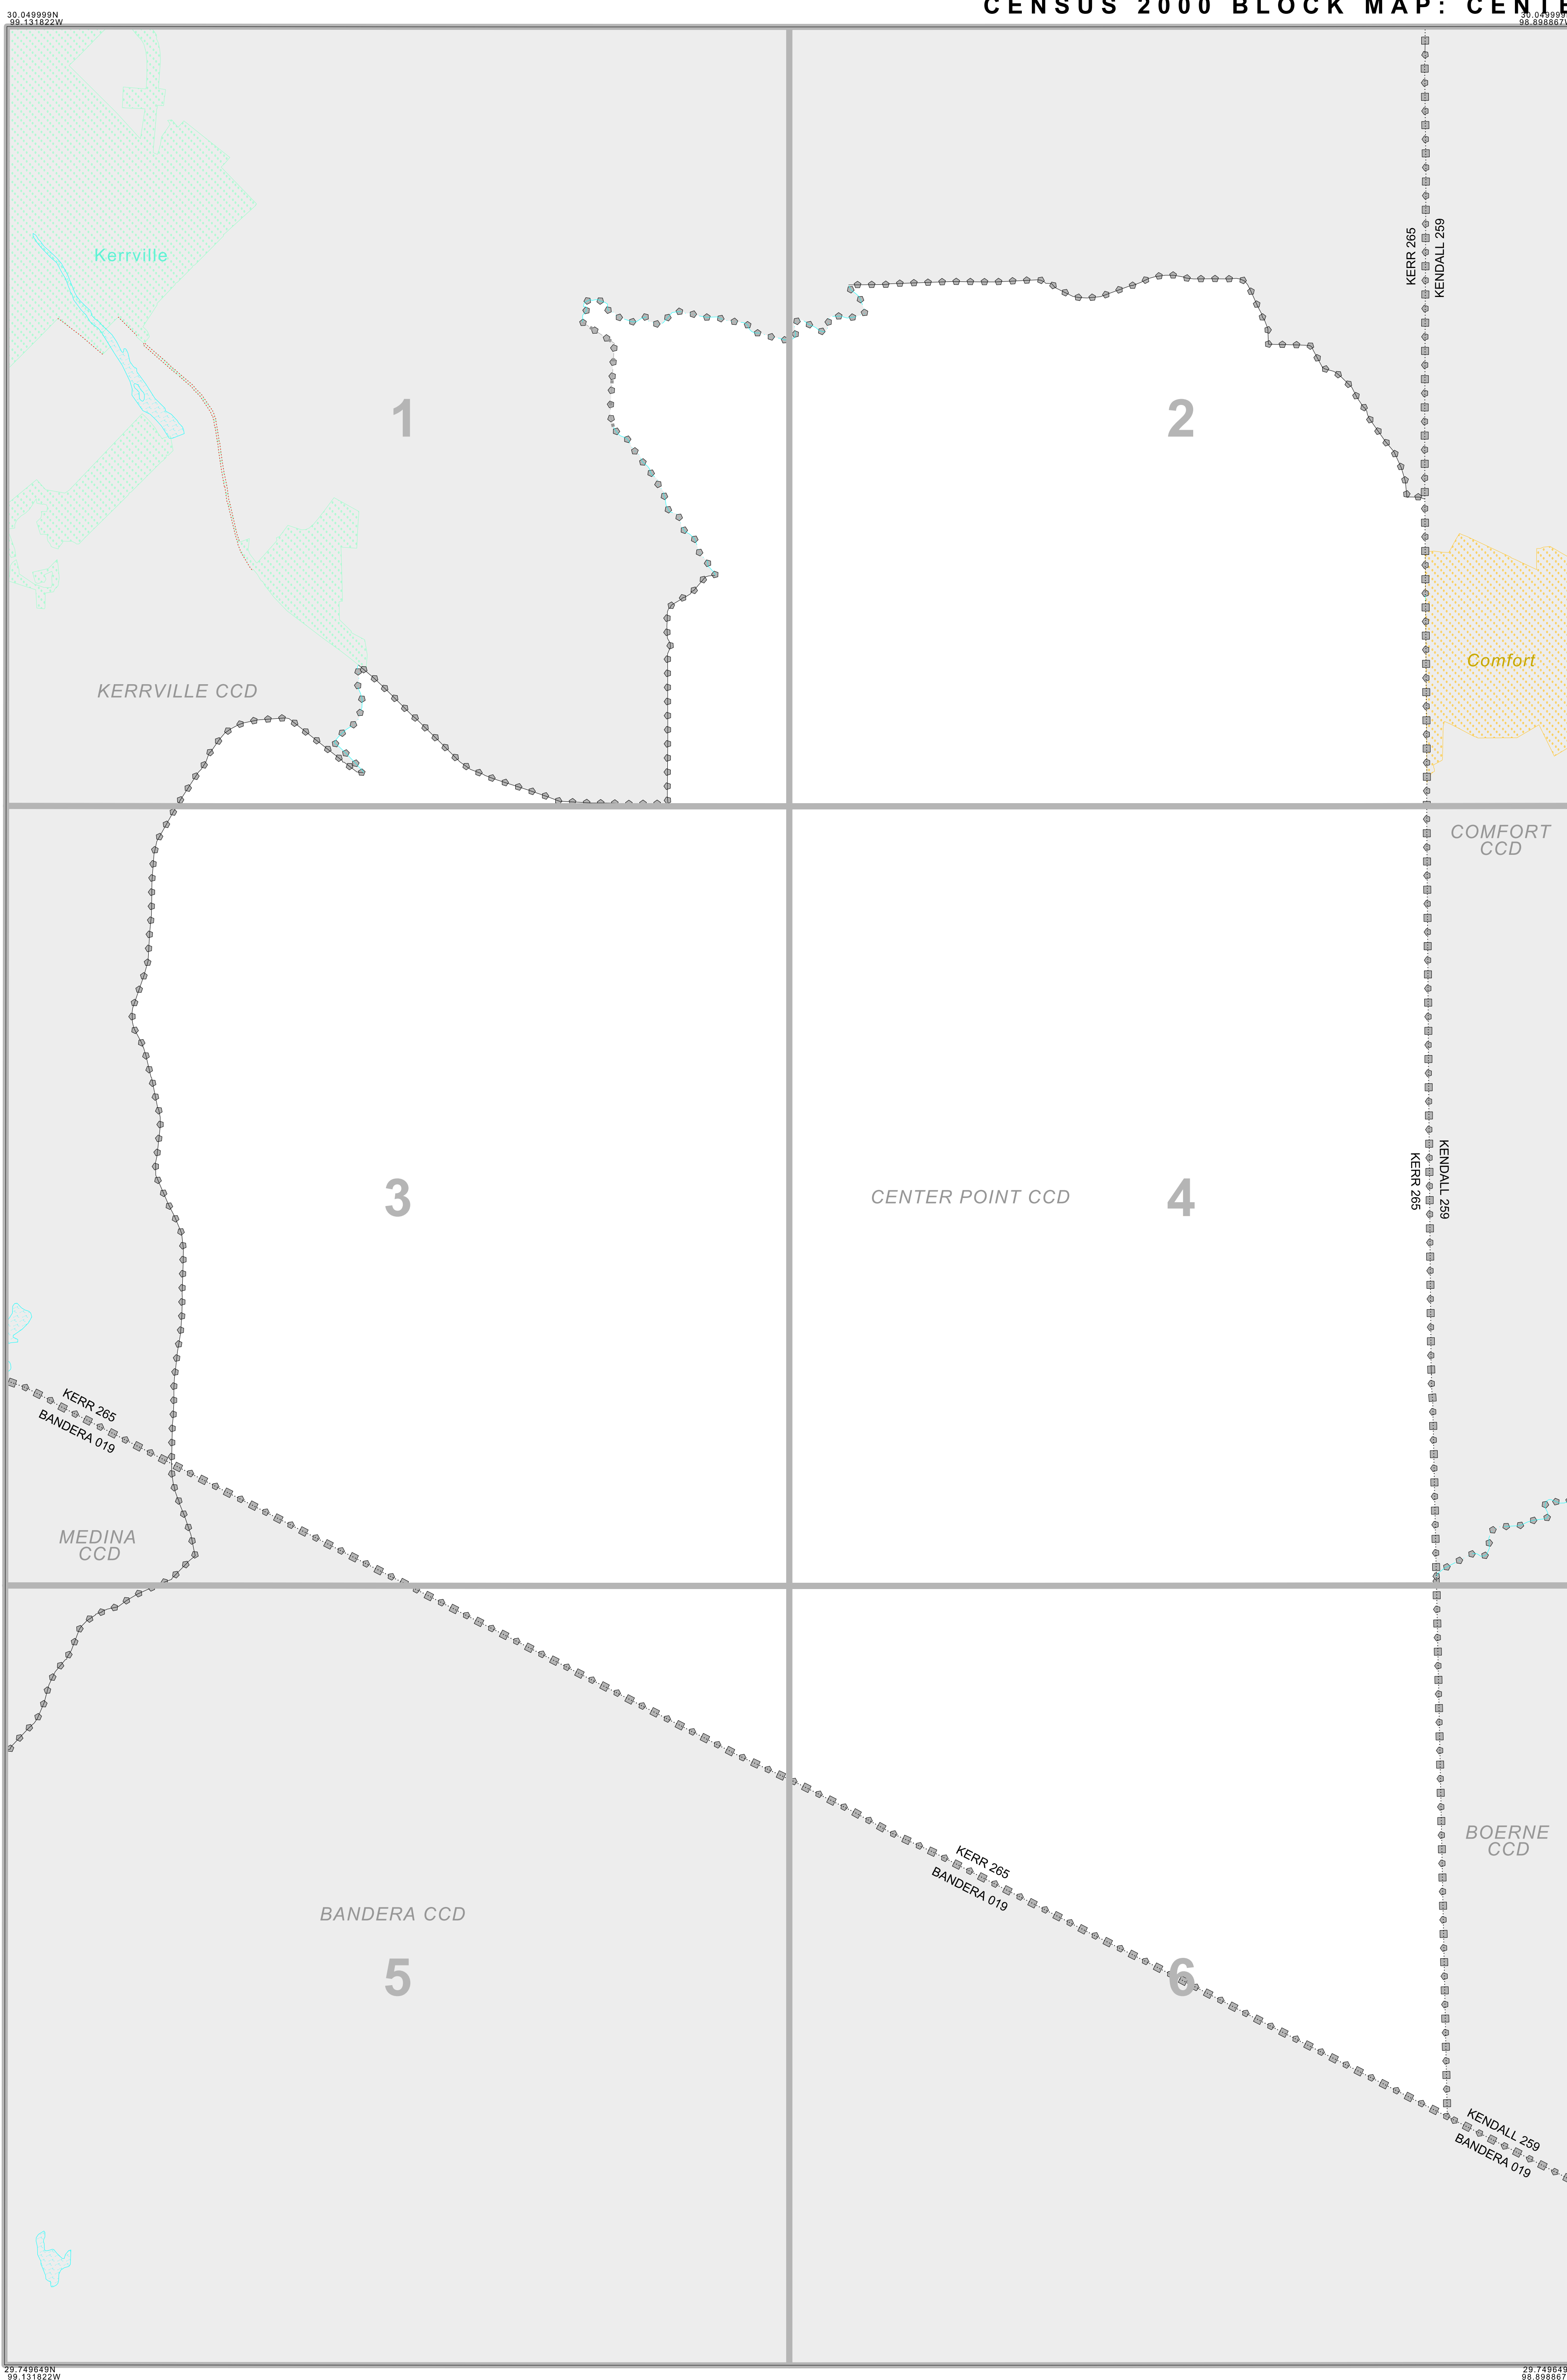 CENSUS 2000 BLOCK MAP: CENTE
30.049999N
99.131822W
30.049999N
98.898867W
KERR 265
KENDALL 259
Kerrville
1
2
Comfort
KERRVILLE CCD
COMFORT
CCD
KENDALL 259
KERR 265
3
CENTER POINT CCD
4
KERR 265
BANDERA 019
MEDINA
CCD
BOERNE
CCD
KERR 265
BANDERA 019
BANDERA CCD
5
6
KENDALL 259
BANDERA 019
29.749649N
99.131822W
29.749649
98.898867